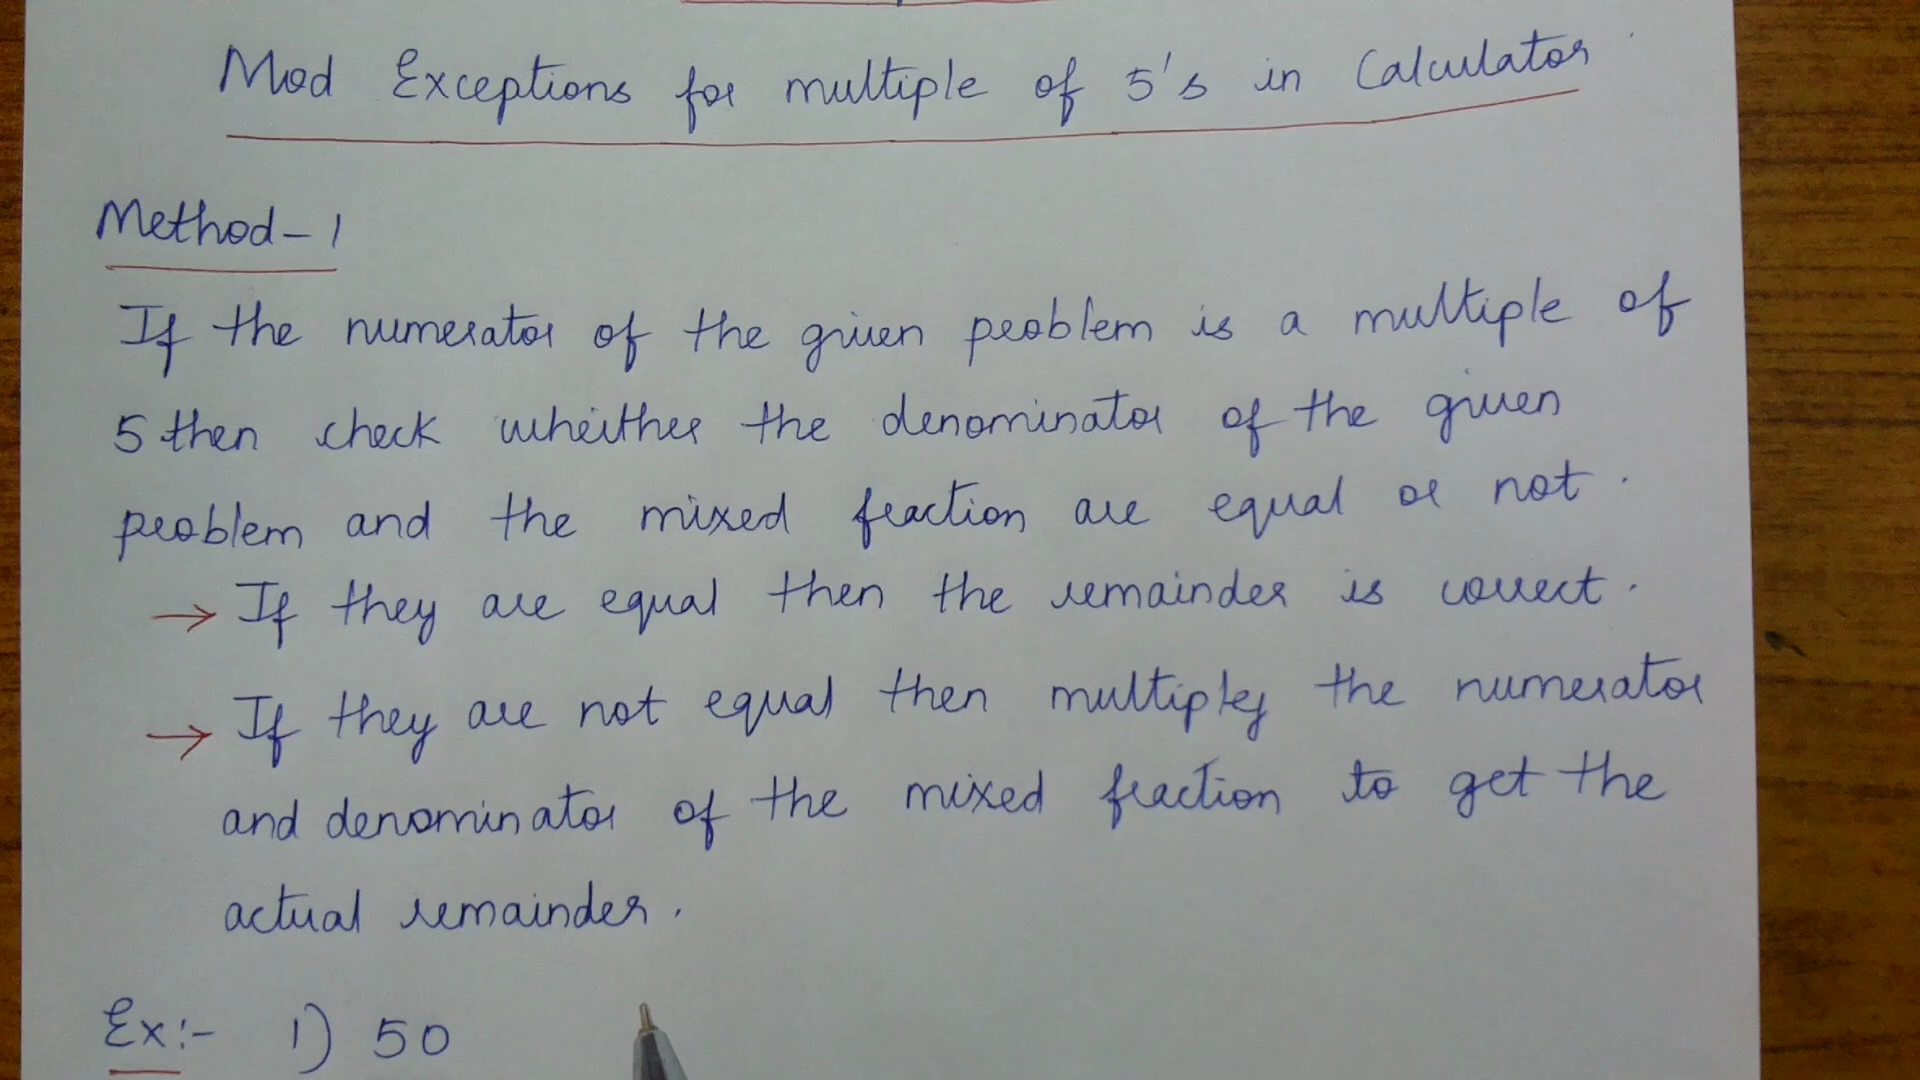 Mod Exceptions for multiple of 5's in Calculator
Method-1
If the numerator of the given problem is a multiple of
5 then check wheither the denominator of the given
problem and the mixed fraction are equal or not.
→ If they are equal then the remainder is correct.
→ If they are not equal then multiply the numerator
and denominator of the mixed fraction to get the
actual remainder.
Ex:- 1) 50